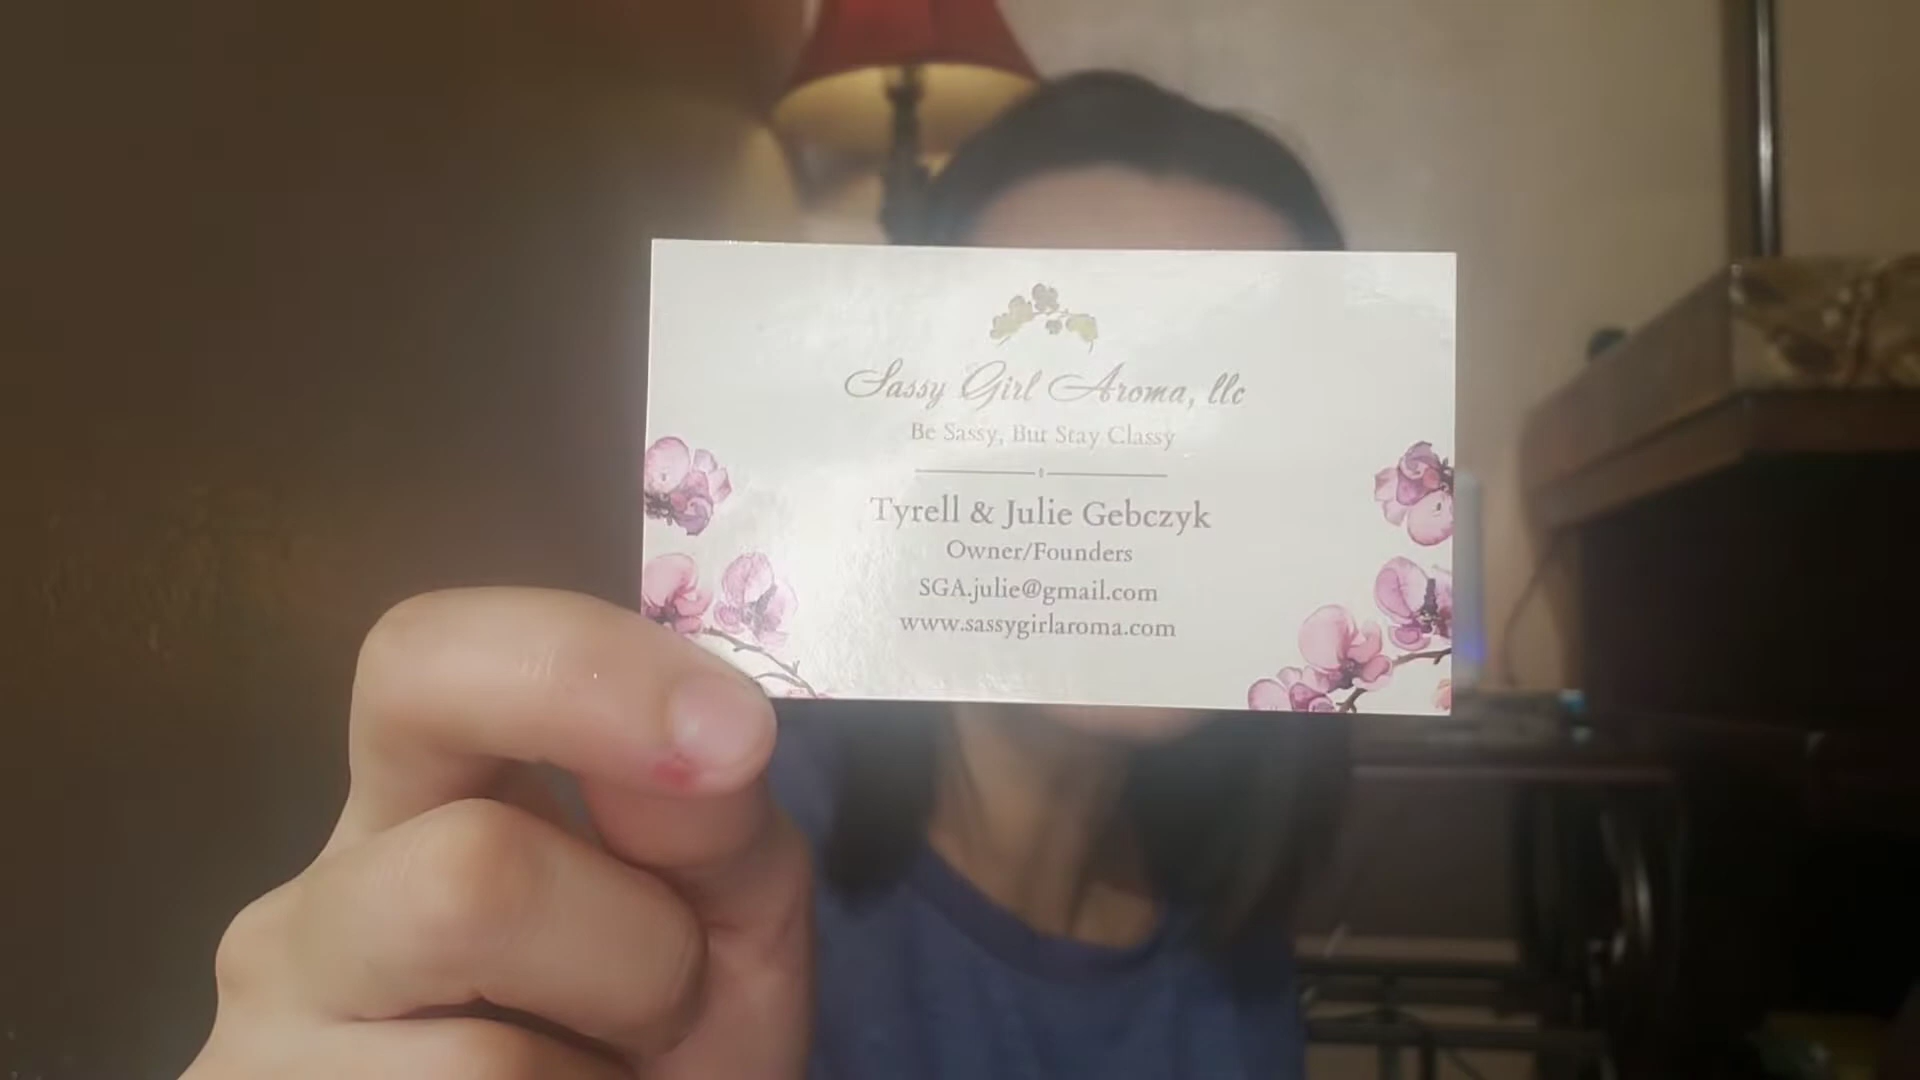 Sassy Girl Aroma, llc
Be Sassy, But Stay Classy
Tyrell & Julie Gebczyk
Owner/Founders
SGA.julie@gmail.com
www.sassygirlaroma.com